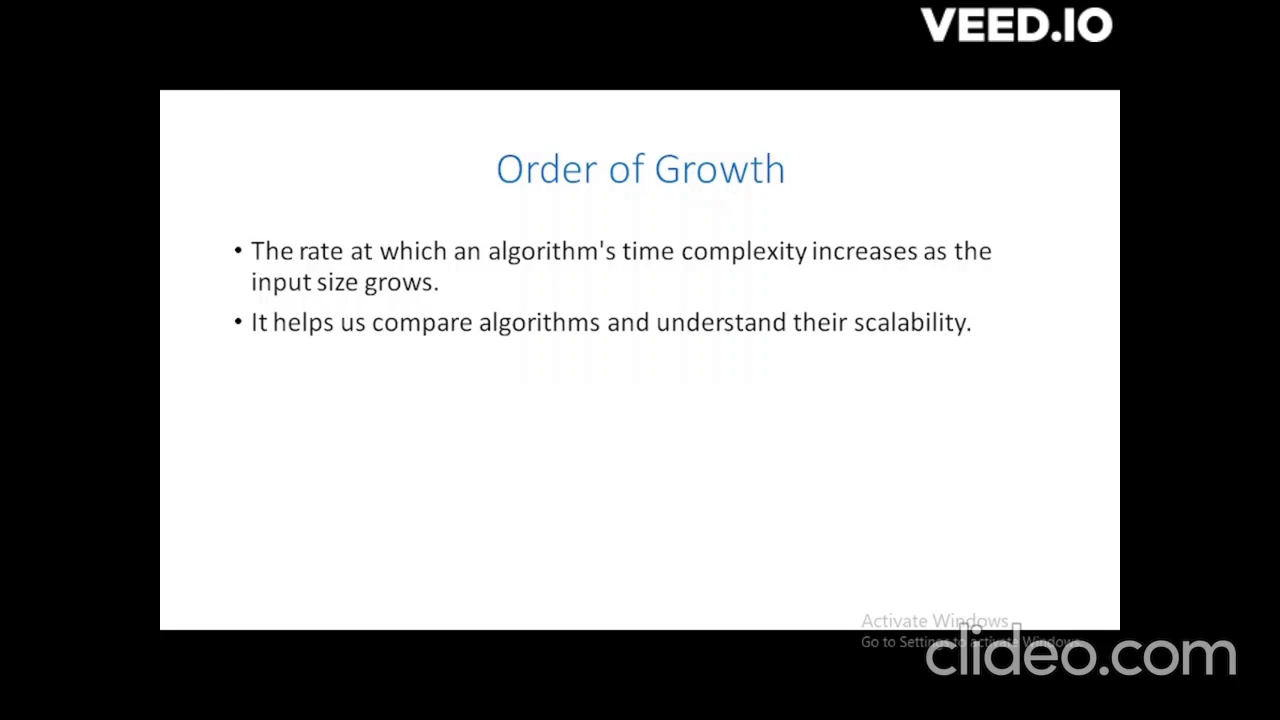 VEED.IO
Order of Growth
• The rate at which an algorithm's time complexity increases as the
input size grows.
• It helps us compare algorithms and understand their scalability.
Activate Windows
Go to Settings to activate Windows.
clideo.com